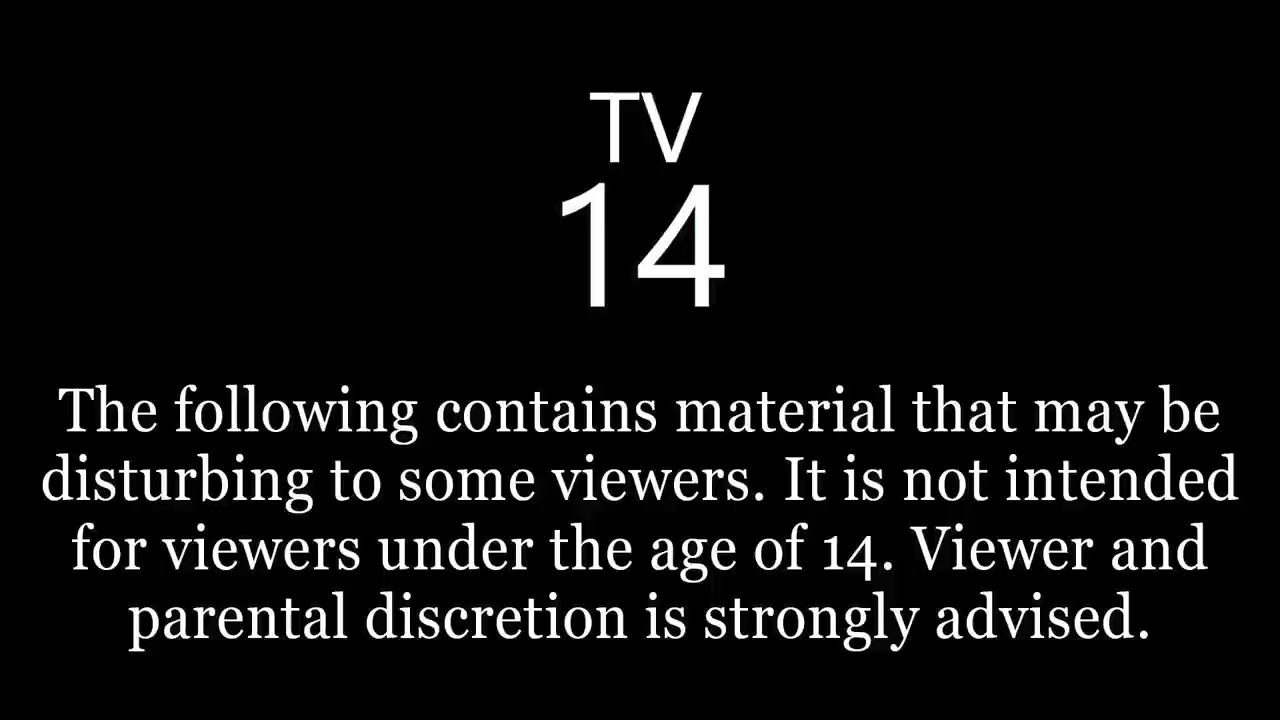 TV
14
The following contains material that may be
disturbing to some viewers. It is not intended
for viewers under the age of 14. Viewer and
parental discretion is strongly advised.